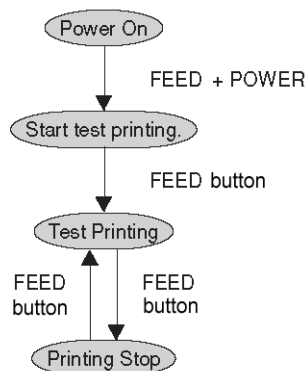 Power On
FEED + POWER
Start test printing.
FEED button
Test Printing
FEED
button
FEED
button
Printing Stop